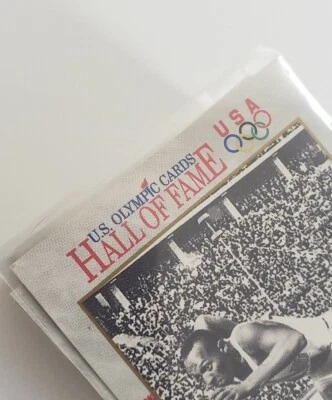 U.S. OLYMPIC CARDS
HALL OF FAME
USA